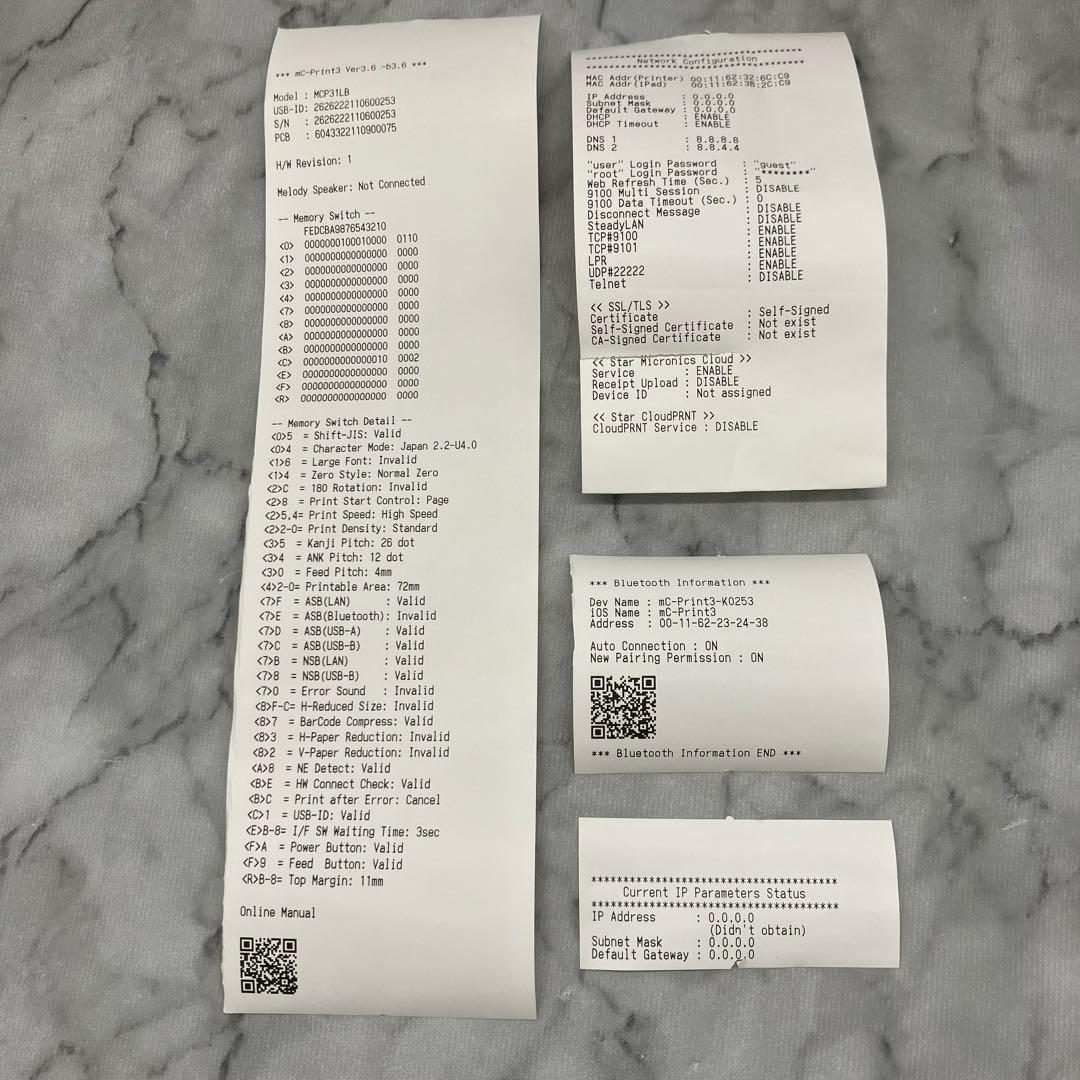 *** mC-Print3 Ver3.6 -b3.6 ***
Model : MCP31LB
USB-ID: 2626222110600253
S/N : 2626222110600253
PCB : 6043322110900075
H/W Revision: 1
Melody Speaker: Not Connected
-- Memory Switch --
FEDCBA9876543210
<0> 0000000100010000 0110
<1> 0000000000000000 0000
<2> 0000000000000000 0000
<3> 0000000000000000 0000
<4> 0000000000000000 0000
<7> 0000000000000000 0000
<8> 0000000000000000 0000
<A> 0000000000000000 0000
<B> 0000000000000000 0000
<C> 0000000000000010 0002
<E> 0000000000000000 0000
<F> 0000000000000000 0000
<R> 0000000000000000 0000
-- Memory Switch Detail --
<0>5 = Shift-JIS: Valid
<0>4 = Character Mode: Japan 2.2-U4.0
<1>6 = Large Font: Invalid
<1>4 = Zero Style: Normal Zero
<2>C = 180 Rotation: Invalid
<2>8 = Print Start Control: Page
<2>5,4= Print Speed: High Speed
<2>2-0= Print Density: Standard
<3>5 = Kanji Pitch: 26 dot
<3>4 = ANK Pitch: 12 dot
<3>0 = Feed Pitch: 4mm
<4>2-0= Printable Area: 72mm
<7>F = ASB(LAN) : Valid
<7>E = ASB(Bluetooth): Invalid
<7>D = ASB(USB-A) : Valid
<7>C = ASB(USB-B) : Valid
<7>B = NSB(LAN) : Valid
<7>8 = NSB(USB-B) : Valid
<7>0 = Error Sound : Invalid
<8>F-C= H-Reduced Size: Invalid
<8>7 = BarCode Compress: Valid
<8>3 = H-Paper Reduction: Invalid
<8>2 = V-Paper Reduction: Invalid
<A>8 = NE Detect: Valid
<B>E = HW Connect Check: Valid
<B>C = Print after Error: Cancel
<C>1 = USB-ID: Valid
<E>B-8= I/F SW Waiting Time: 3sec
<F>A = Power Button: Valid
<F>9 = Feed Button: Valid
<R>B-8= Top Margin: 11mm
Online Manual
**************************************
Network Configuration
**************************************
MAC Addr(Printer) 00:11:62:32:6C:C9
MAC Addr(iPad) 00:11:62:38:2C:C9
IP Address : 0.0.0.0
Subnet Mask : 0.0.0.0
Default Gateway : 0.0.0.0
DHCP : ENABLE
DHCP Timeout : ENABLE
DNS 1 : 8.8.8.8
DNS 2 : 8.8.4.4
"user" Login Password : "guest"
"root" Login Password : "********"
Web Refresh Time (Sec.) : 5
9100 Multi Session : DISABLE
9100 Data Timeout (Sec.) : 0
Disconnect Message : DISABLE
SteadyLAN : DISABLE
TCP#9100 : ENABLE
TCP#9101 : ENABLE
LPR : ENABLE
UDP#22222 : ENABLE
Telnet : DISABLE
<< SSL/TLS >>
Certificate : Self-Signed
Self-Signed Certificate : Not exist
CA-Signed Certificate : Not exist
<< Star Micronics Cloud >>
Service : ENABLE
Receipt Upload : DISABLE
Device ID : Not assigned
<< Star CloudPRNT >>
CloudPRNT Service : DISABLE
*** Bluetooth Information ***
Dev Name : mC-Print3-K0253
iOS Name : mC-Print3
Address : 00-11-62-23-24-38
Auto Connection : ON
New Pairing Permission : ON
*** Bluetooth Information END ***
**************************************
Current IP Parameters Status
**************************************
IP Address : 0.0.0.0
(Didn't obtain)
Subnet Mask : 0.0.0.0
Default Gateway : 0.0.0.0